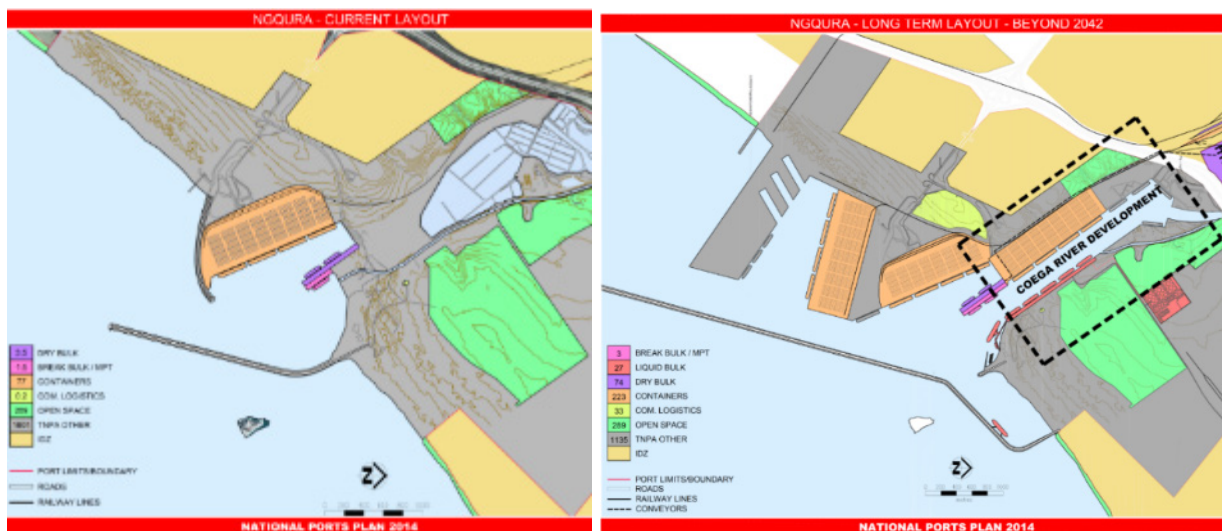 NGQURA - CURRENT LAYOUT
DRY BULK
BREAK BULK / MPT
77 CONTAINERS
0.2 COM. LOGISTICS
OPEN SPACE
TNPA OTHER
IDZ
PORT LIMITS/BOUNDARY
ROADS
RAILWAY LINES
Z
NATIONAL PORTS PLAN 2014
NGQURA - LONG TERM LAYOUT - BEYOND 2042
COEGA RIVER DEVELOPMENT
3 BREAK BULK / MPT
27 LIQUID BULK
74 DRY BULK
223 CONTAINERS
33 COM. LOGISTICS
289 OPEN SPACE
1135 TNPA OTHER
IDZ
PORT LIMITS/BOUNDARY
ROADS
RAILWAY LINES
CONVEYORS
Z
NATIONAL PORTS PLAN 2014